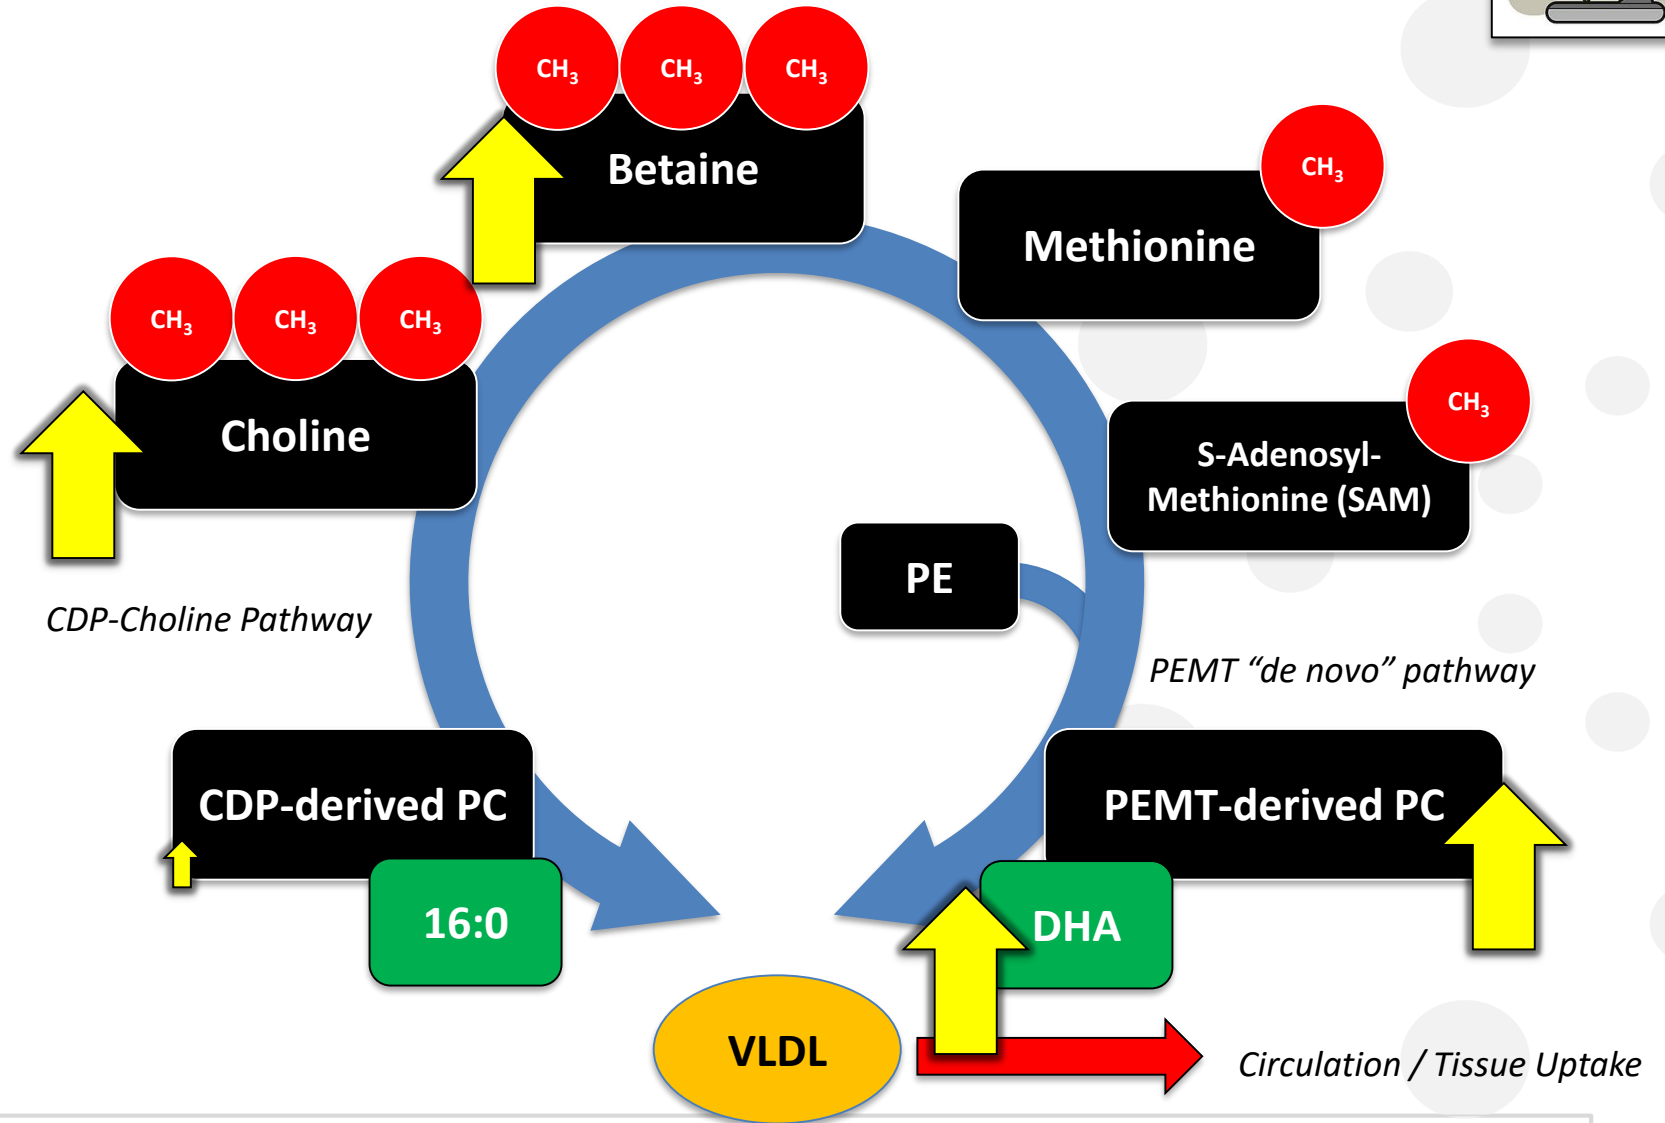 CH₃ CH₃ CH₃
Betaine
CH₃
Methionine
CH₃ CH₃ CH₃
Choline
CH₃
S-Adenosyl-
Methionine (SAM)
PE
CDP-Choline Pathway
PEMT “de novo” pathway
CDP-derived PC
PEMT-derived PC
16:0
DHA
VLDL
Circulation / Tissue Uptake